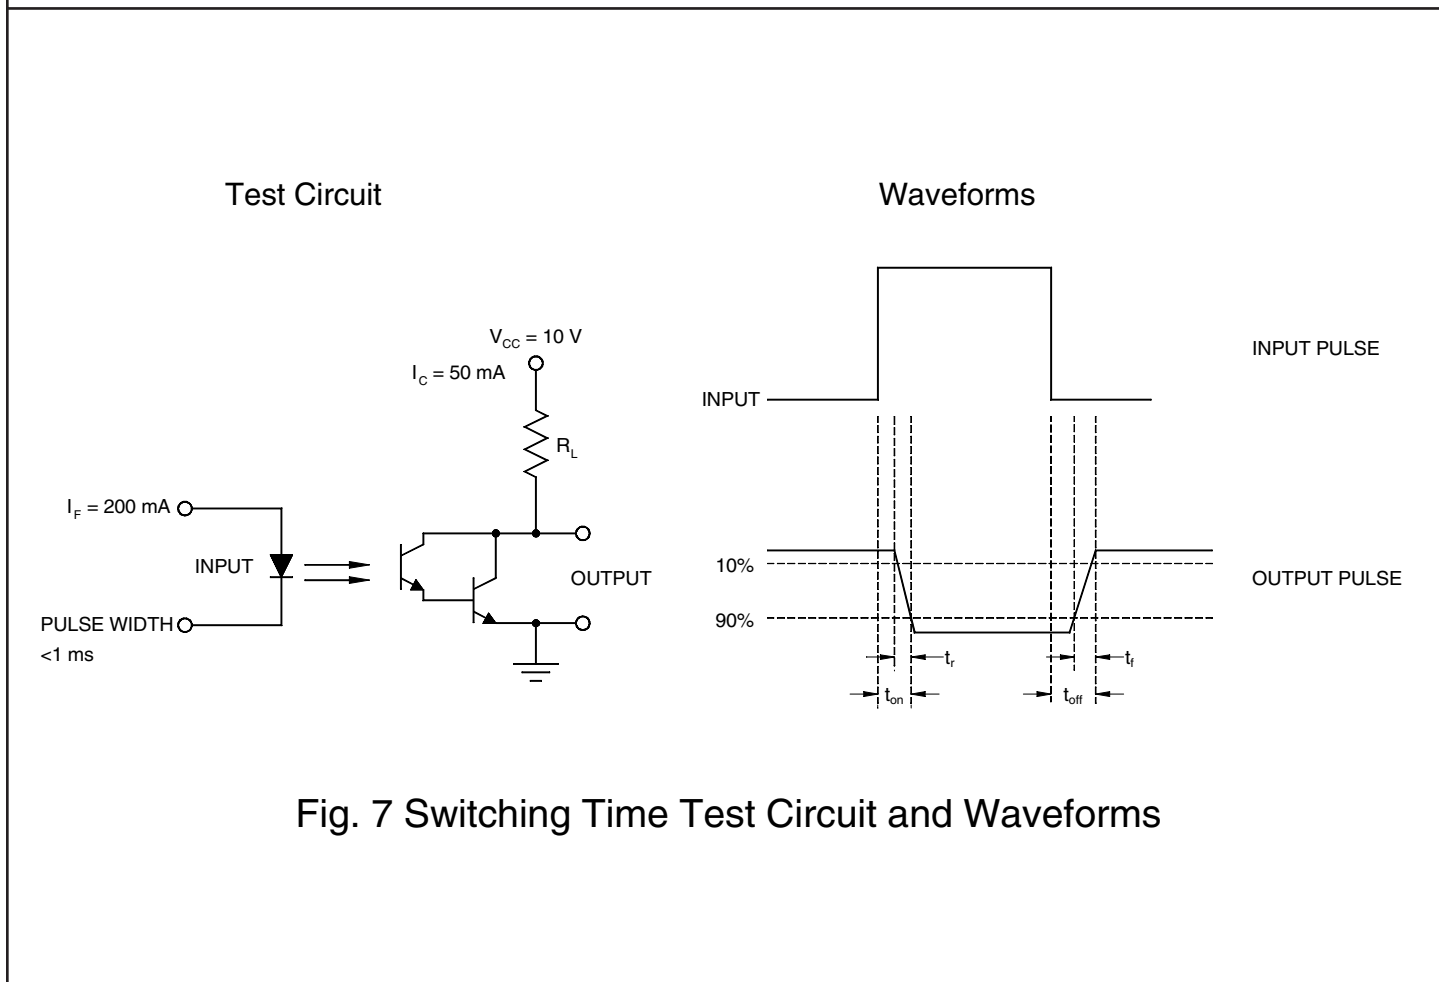 Test Circuit
Waveforms
V_CC = 10 V
I_C = 50 mA
R_L
I_F = 200 mA
INPUT
OUTPUT
PULSE WIDTH
<1 ms
INPUT PULSE
INPUT
10%
OUTPUT PULSE
90%
t_r
t_f
t_on
t_off
Fig. 7 Switching Time Test Circuit and Waveforms